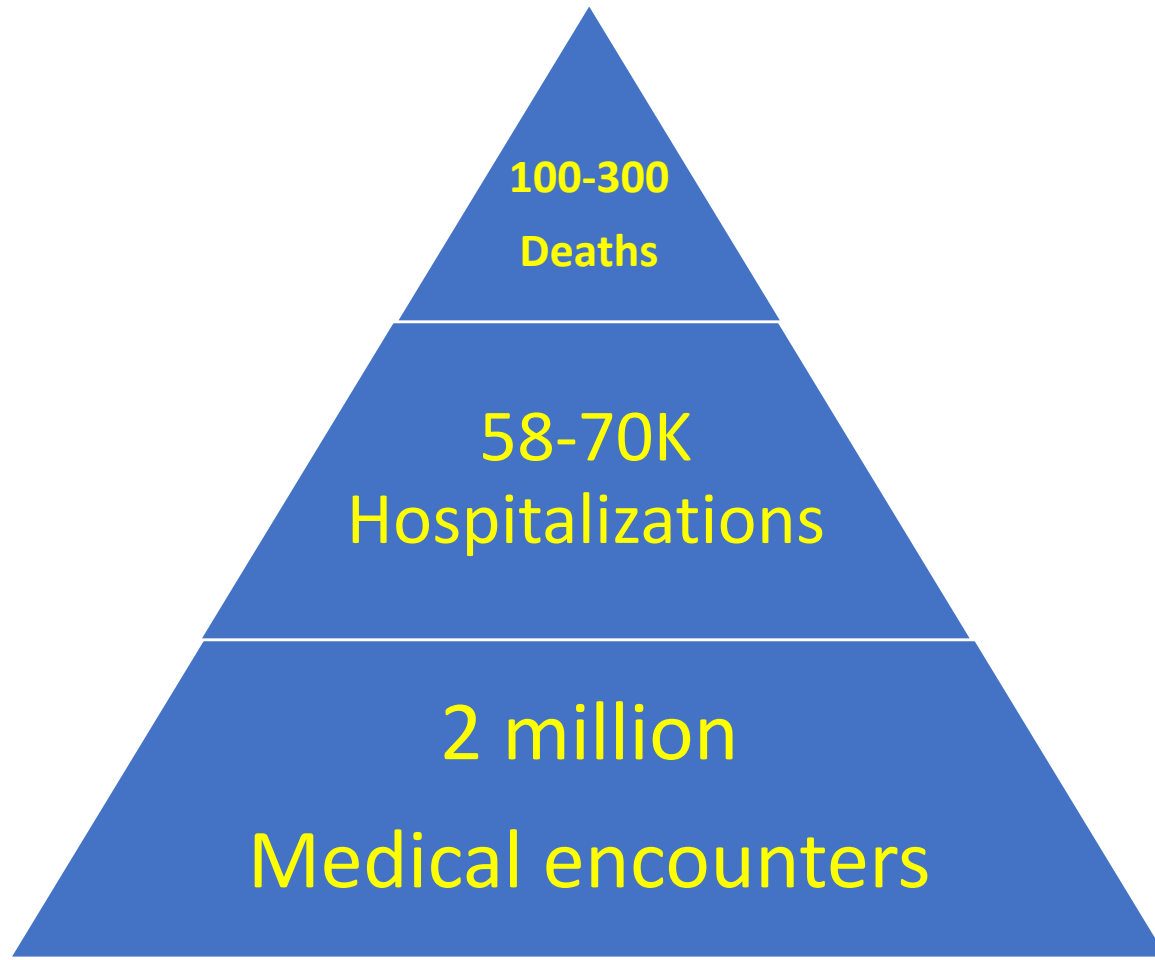 100-300
Deaths
58-70K
Hospitalizations
2 million
Medical encounters